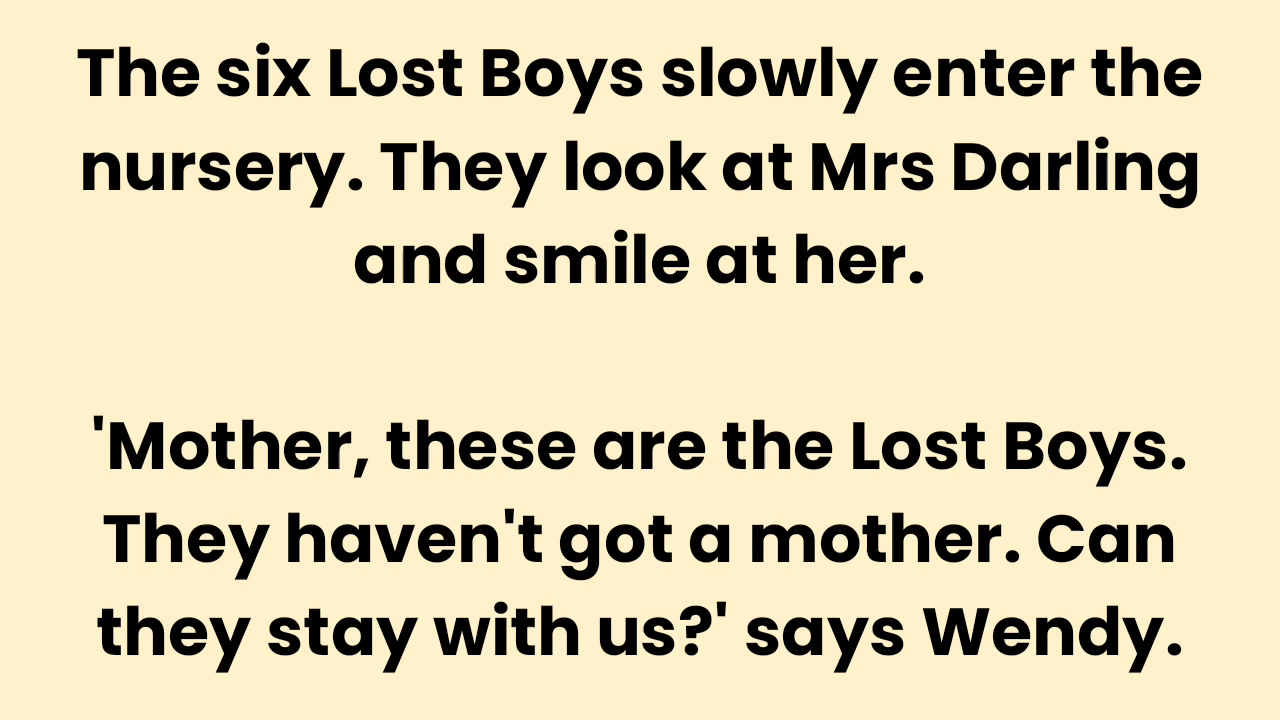 The six Lost Boys slowly enter the
nursery. They look at Mrs Darling
and smile at her.
'Mother, these are the Lost Boys.
They haven't got a mother. Can
they stay with us?' says Wendy.